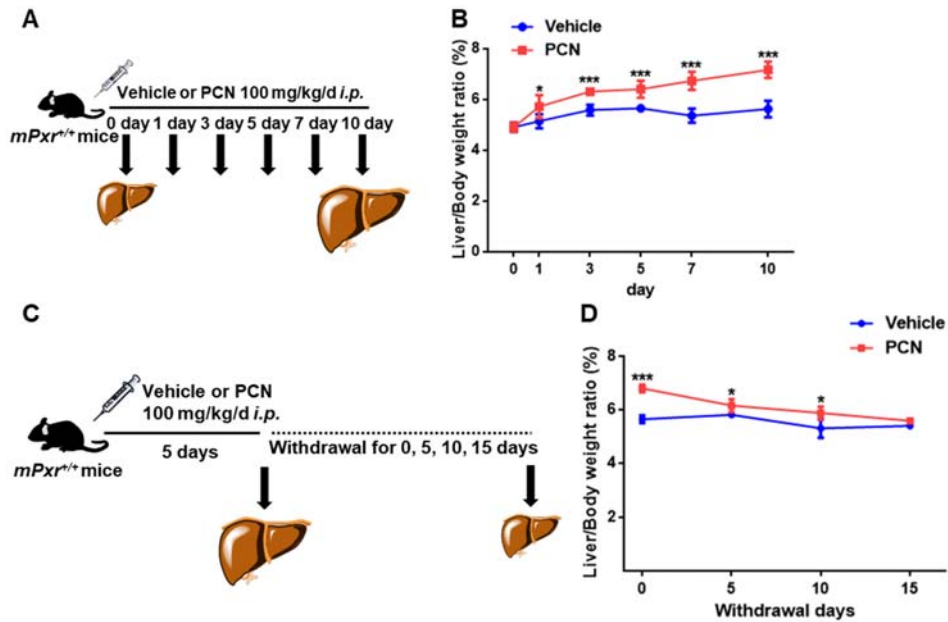 A
Vehicle or PCN 100 mg/kg/d i.p.
mPxr+/+ mice
0 day 1 day 3 day 5 day 7 day 10 day
B
Vehicle
PCN
Liver/Body weight ratio (%)
8
6
4
2
0
* *** *** *** ***
0 1 3 5 7 10
day
C
Vehicle or PCN
100 mg/kg/d i.p.
mPxr+/+ mice
5 days
Withdrawal for 0, 5, 10, 15 days
D
Vehicle
PCN
Liver/Body weight ratio (%)
8
6
4
2
*** * *
0 5 10 15
Withdrawal days